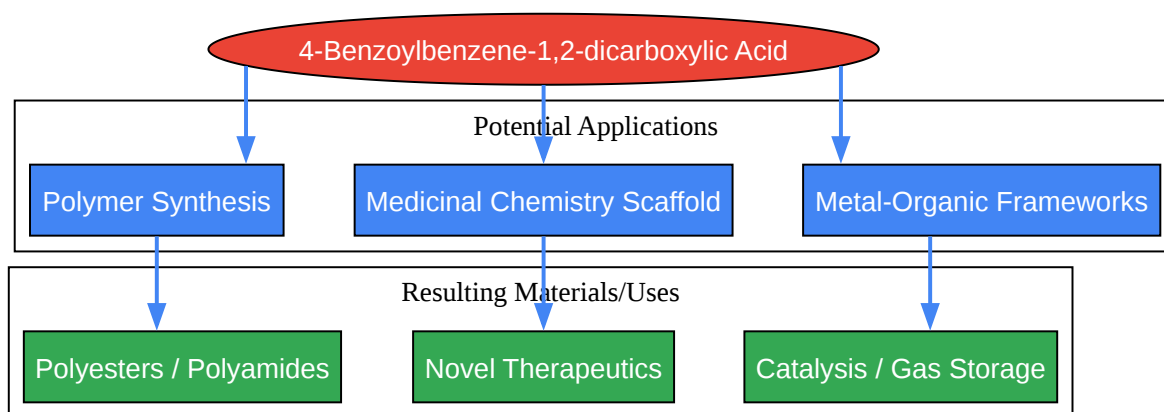 4-Benzoylbenzene-1,2-dicarboxylic Acid
Potential Applications
Polymer Synthesis
Medicinal Chemistry Scaffold
Metal-Organic Frameworks
Resulting Materials/Uses
Polyesters / Polyamides
Novel Therapeutics
Catalysis / Gas Storage